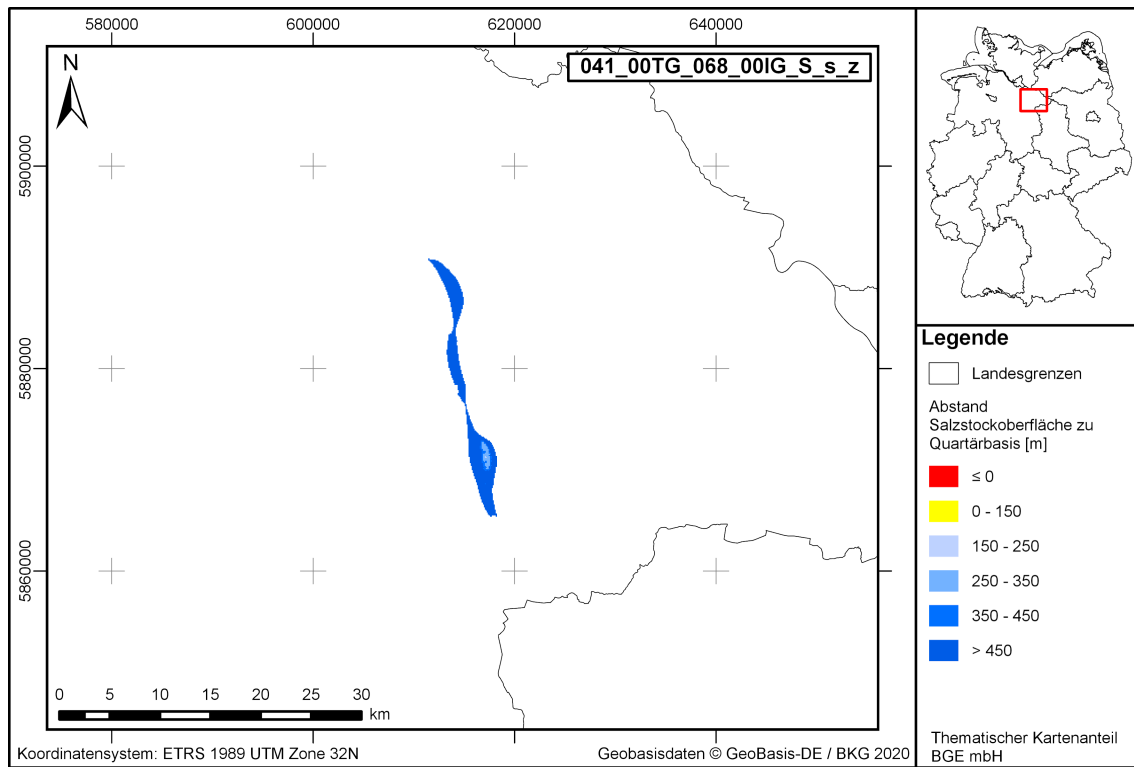 580000
600000
620000
640000
041_00TG_068_00IG_S_s_z
N
5900000
5880000
5860000
0
5
10
15
20
25
30
km
Koordinatensystem: ETRS 1989 UTM Zone 32N
Geobasisdaten © GeoBasis-DE / BKG 2020
Legende
Landesgrenzen
Abstand
Salzstockoberfläche zu
Quartärbasis [m]
≤ 0
0 - 150
150 - 250
250 - 350
350 - 450
> 450
Thematischer Kartenanteil
BGE mbH